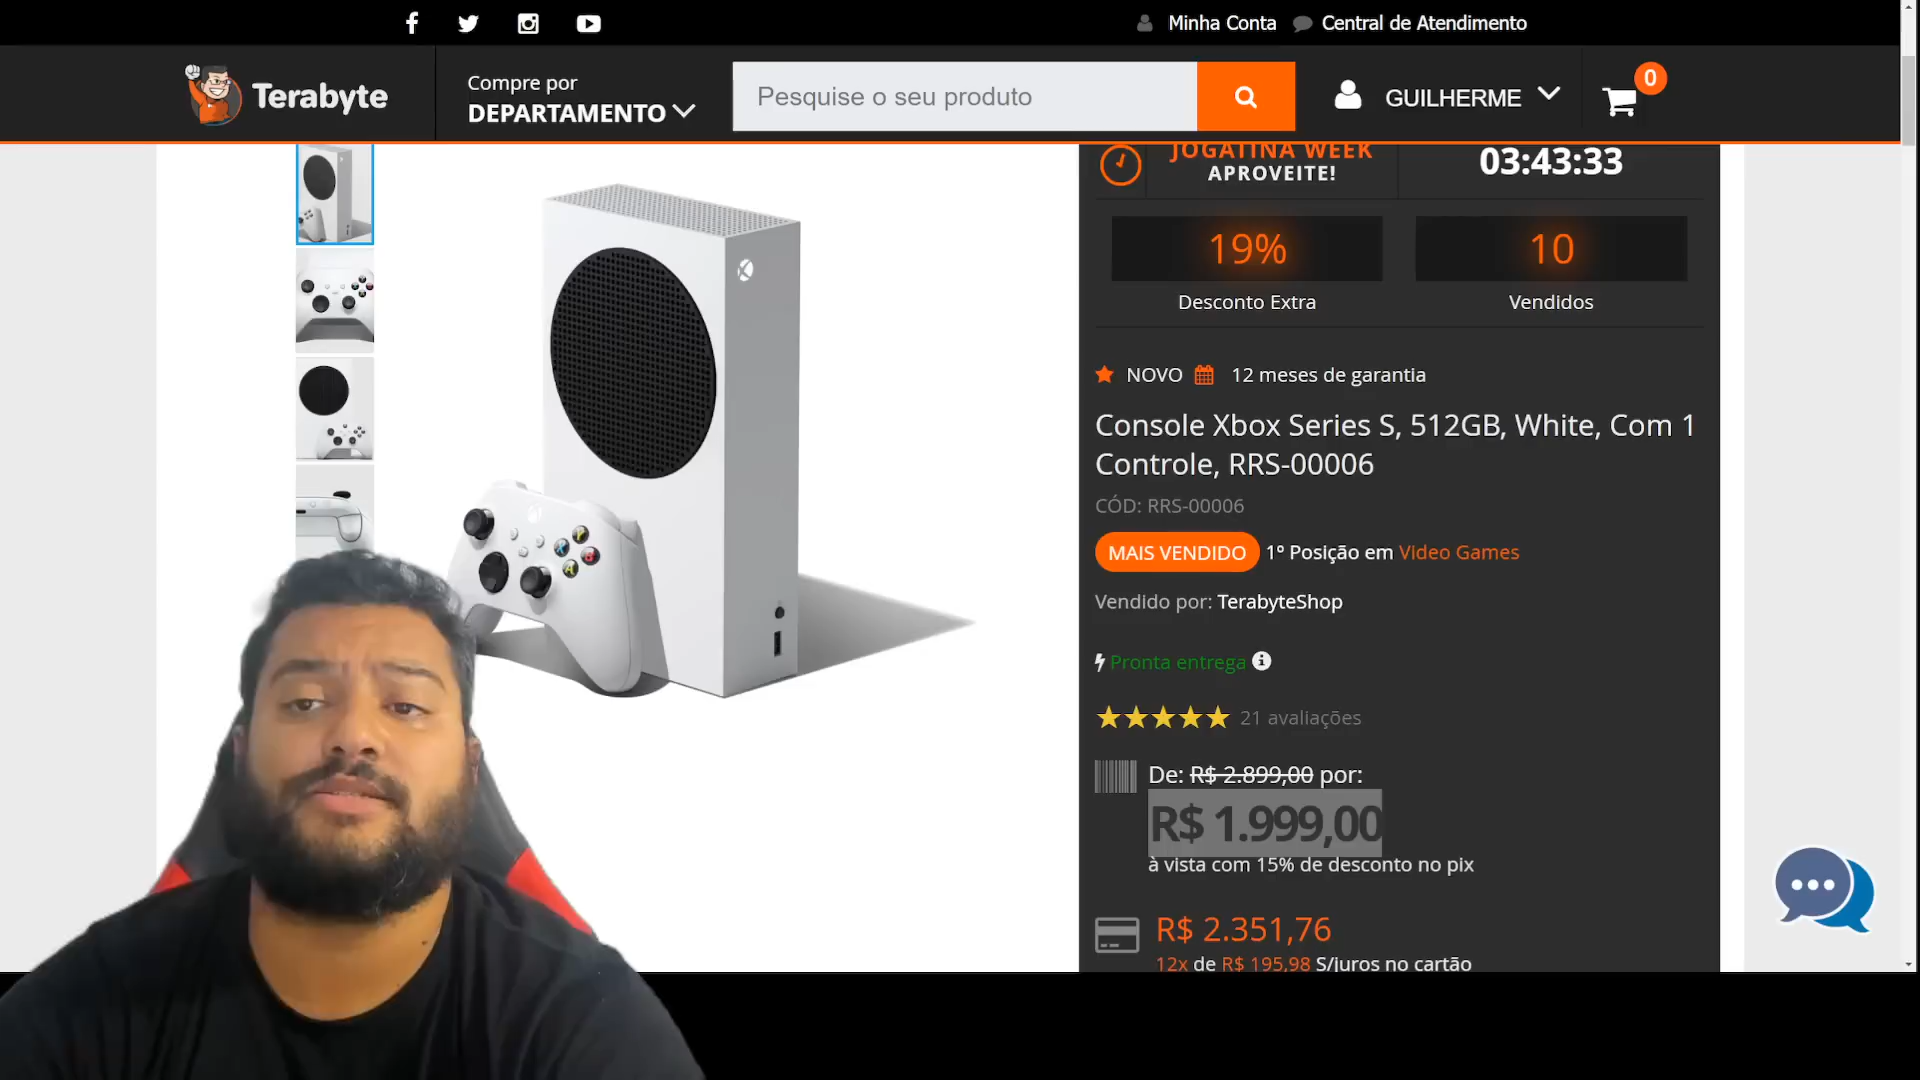 Minha Conta
Central de Atendimento
Terabyte
Compre por
DEPARTAMENTO
Pesquise o seu produto
GUILHERME
0
JOGATINA WEEK
APROVEITE!
03:43:33
19%
Desconto Extra
10
Vendidos
NOVO
12 meses de garantia
Console Xbox Series S, 512GB, White, Com 1
Controle, RRS-00006
CÓD: RRS-00006
MAIS VENDIDO 1º Posição em Video Games
Vendido por: TerabyteShop
Pronta entrega
21 avaliações
De: R$ 2.899,00 por:
R$ 1.999,00
à vista com 15% de desconto no pix
R$ 2.351,76
12x de R$ 195,98 S/juros no cartão
Y
X
B
A